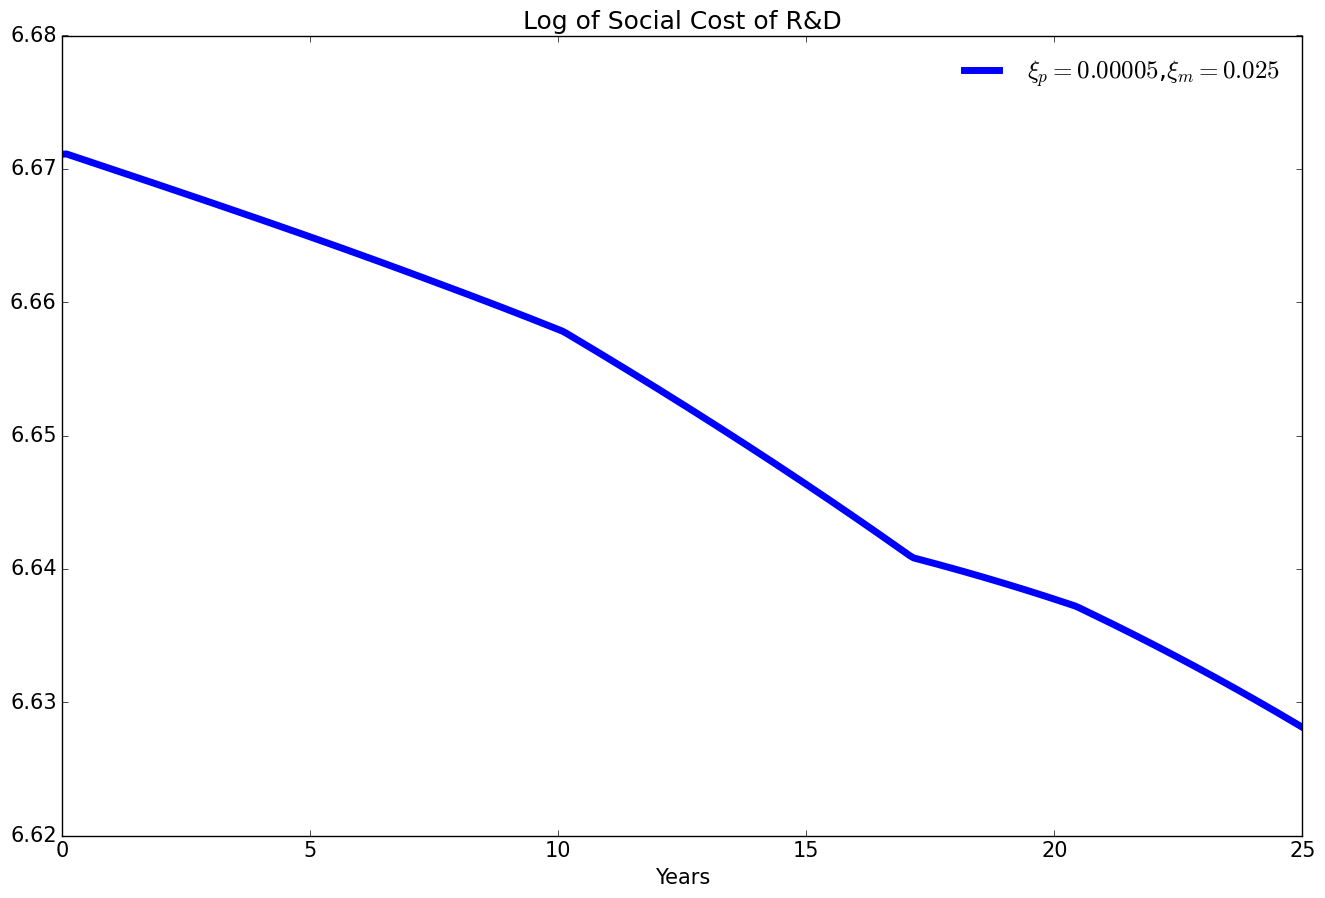 Log of Social Cost of R&D
6.68
ξₚ = 0.00005,ξₘ = 0.025
6.67
6.66
6.65
6.64
6.63
6.62
0 5 10 15 20 25
Years